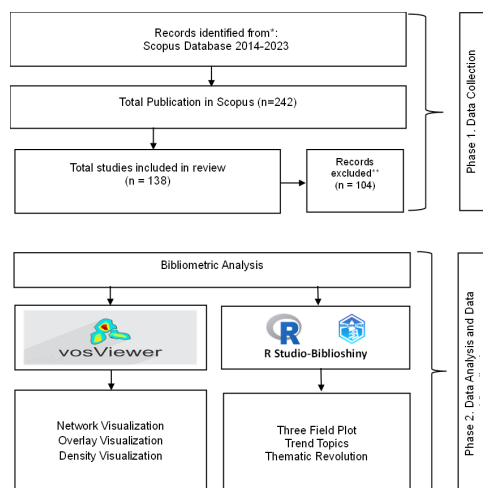 Records identified from*:
Scopus Database 2014-2023
Total Publication in Scopus (n=242)
Total studies included in review
(n = 138)
Records
excluded**
(n = 104)
Phase 1. Data Collection
Bibliometric Analysis
vosViewer
R
R Studio-Biblioshiny
Network Visualization
Overlay Visualization
Density Visualization
Three Field Plot
Trend Topics
Thematic Revolution
Phase 2. Data Analysis and Data